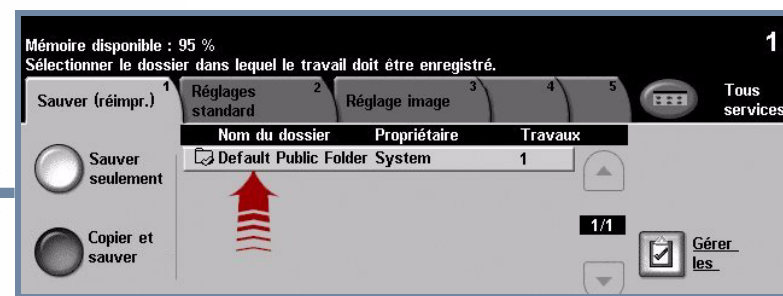 Mémoire disponible : 95 %
1
Sélectionner le dossier dans lequel le travail doit être enregistré.
Sauver (réimpr.) 1
Réglages standard 2
Réglage image 3
4
5
Tous services
Nom du dossier Propriétaire Travaux
Default Public Folder System 1
Sauver seulement
1/1
Copier et sauver
Gérer
les